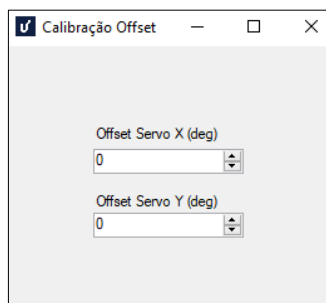 Calibração Offset
Offset Servo X (deg)
0
Offset Servo Y (deg)
0